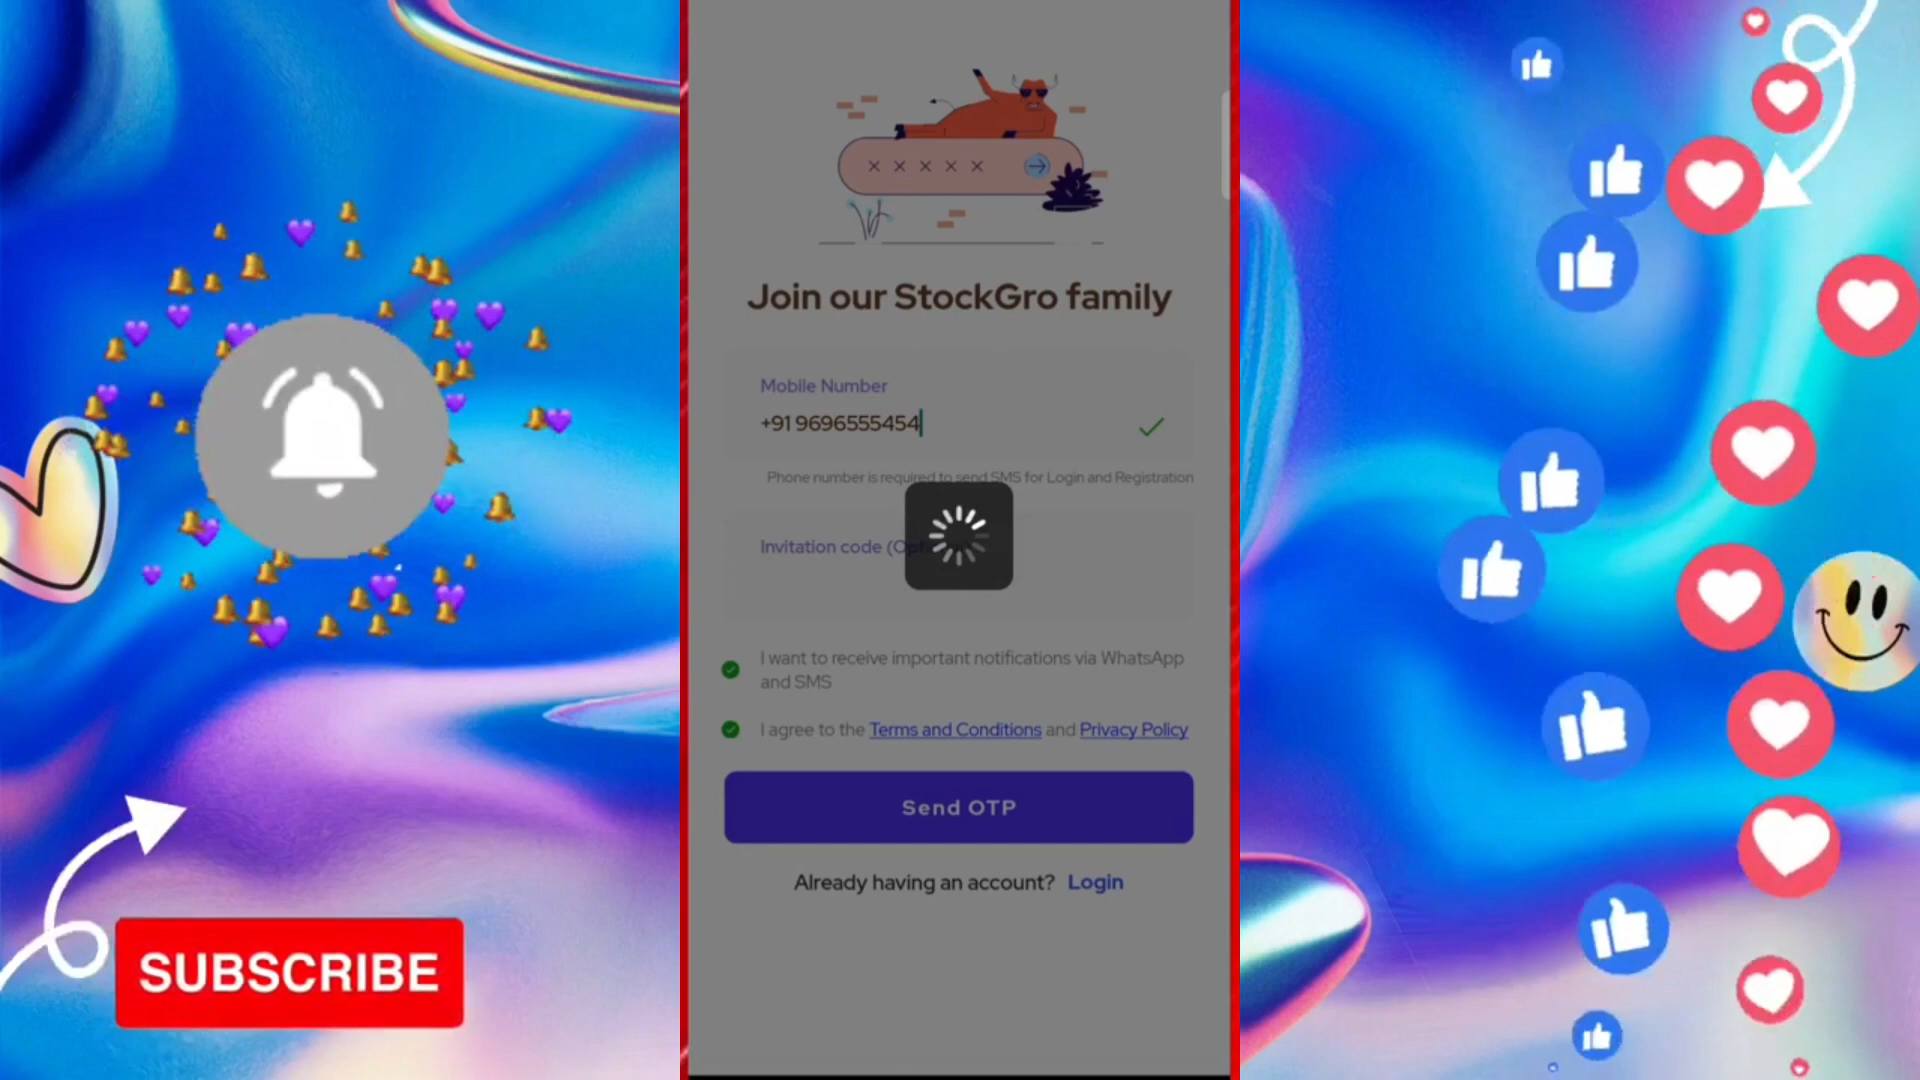 Join our StockGro family
Mobile Number
+91 9696555454
Phone number is required to send SMS for Login and Registration
Invitation code
I want to receive important notifications via WhatsApp
and SMS
I agree to the Terms and Conditions and Privacy Policy
Send OTP
Already having an account? Login
SUBSCRIBE